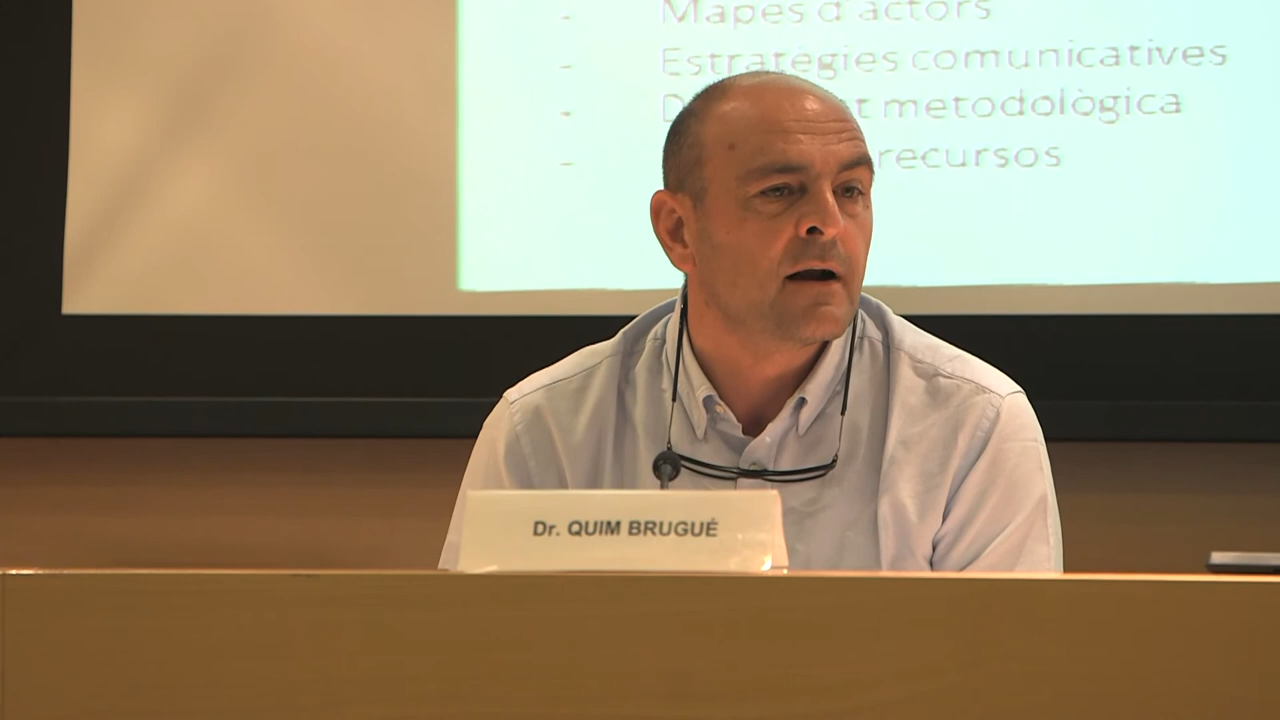 - Mapes d'actors
- Estratègies comunicatives
- metodològica
- recursos
Dr. QUIM BRUGUÉ